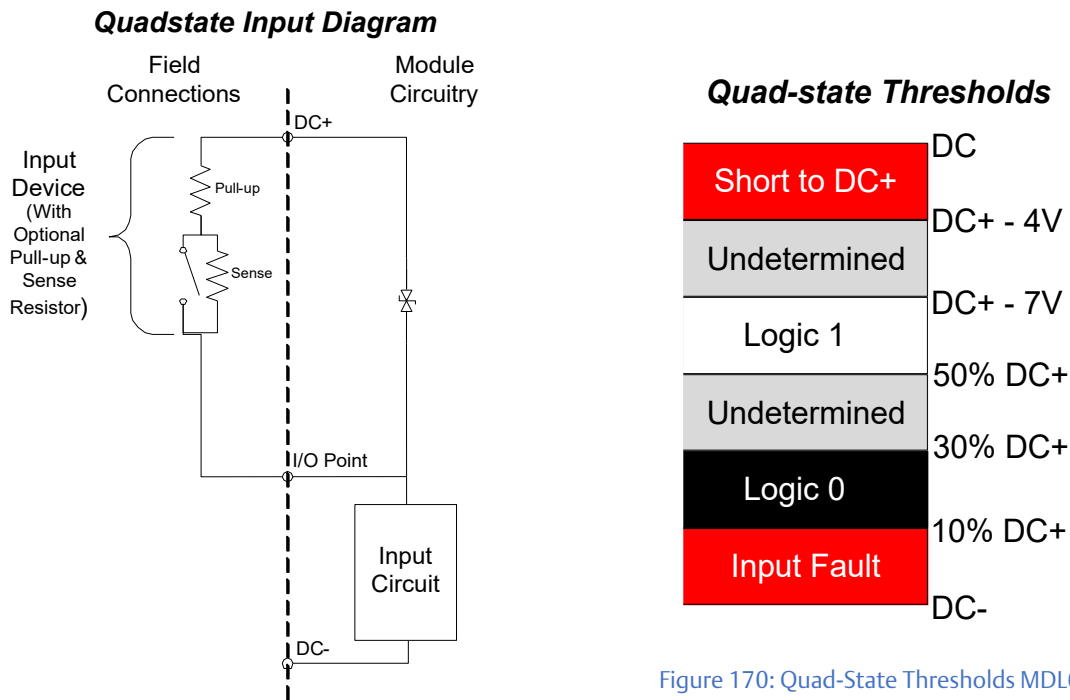 Quadstate Input Diagram
Field
Connections
Module
Circuitry
DC+
Input
Device
(With
Optional
Pull-up &
Sense
Resistor)
Pull-up
Sense
I/O Point
Input
Circuit
DC-
Quad-state Thresholds
DC
Short to DC+
DC+ - 4V
Undetermined
DC+ - 7V
Logic 1
50% DC+
Undetermined
30% DC+
Logic 0
10% DC+
Input Fault
DC-
Figure 170: Quad-State Thresholds